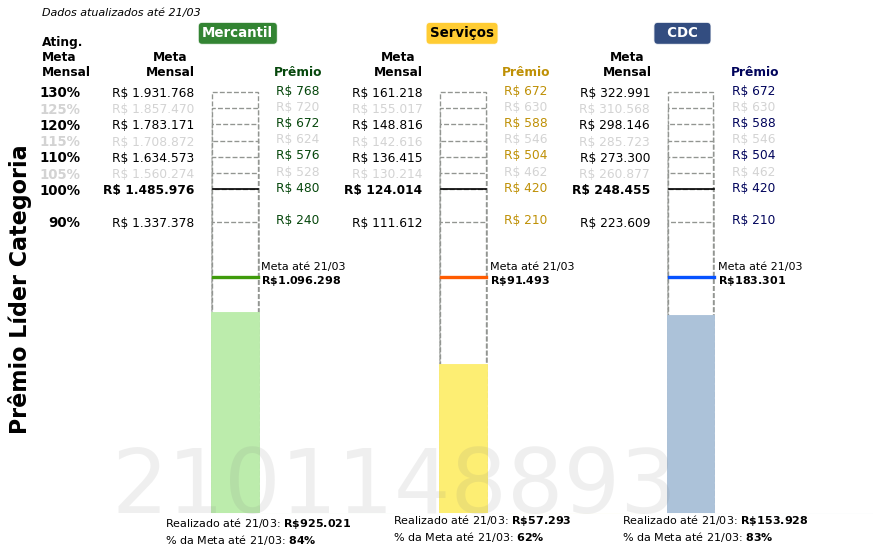 Dados atualizados até 21/03
Mercantil Serviços CDC
Ating. Meta Mensal
Meta Mensal Prêmio Meta Mensal Prêmio Meta Mensal Prêmio
130% R$ 1.931.768 R$ 768 R$ 161.218 R$ 672 R$ 322.991 R$ 672
125% R$ 1.857.470 R$ 720 R$ 155.017 R$ 630 R$ 310.568 R$ 630
120% R$ 1.783.171 R$ 672 R$ 148.816 R$ 588 R$ 298.146 R$ 588
115% R$ 1.708.872 R$ 624 R$ 142.616 R$ 546 R$ 285.723 R$ 546
110% R$ 1.634.573 R$ 576 R$ 136.415 R$ 504 R$ 273.300 R$ 504
105% R$ 1.560.274 R$ 528 R$ 130.214 R$ 462 R$ 260.877 R$ 462
100% R$ 1.485.976 R$ 480 R$ 124.014 R$ 420 R$ 248.455 R$ 420
90% R$ 1.337.378 R$ 240 R$ 111.612 R$ 210 R$ 223.609 R$ 210
Meta até 21/03 Meta até 21/03 Meta até 21/03
R$1.096.298 R$91.493 R$183.301
Prêmio Líder Categoria
2101148893
Realizado até 21/03: R$925.021 Realizado até 21/03: R$57.293 Realizado até 21/03: R$153.928
% da Meta até 21/03: 84% % da Meta até 21/03: 62% % da Meta até 21/03: 83%